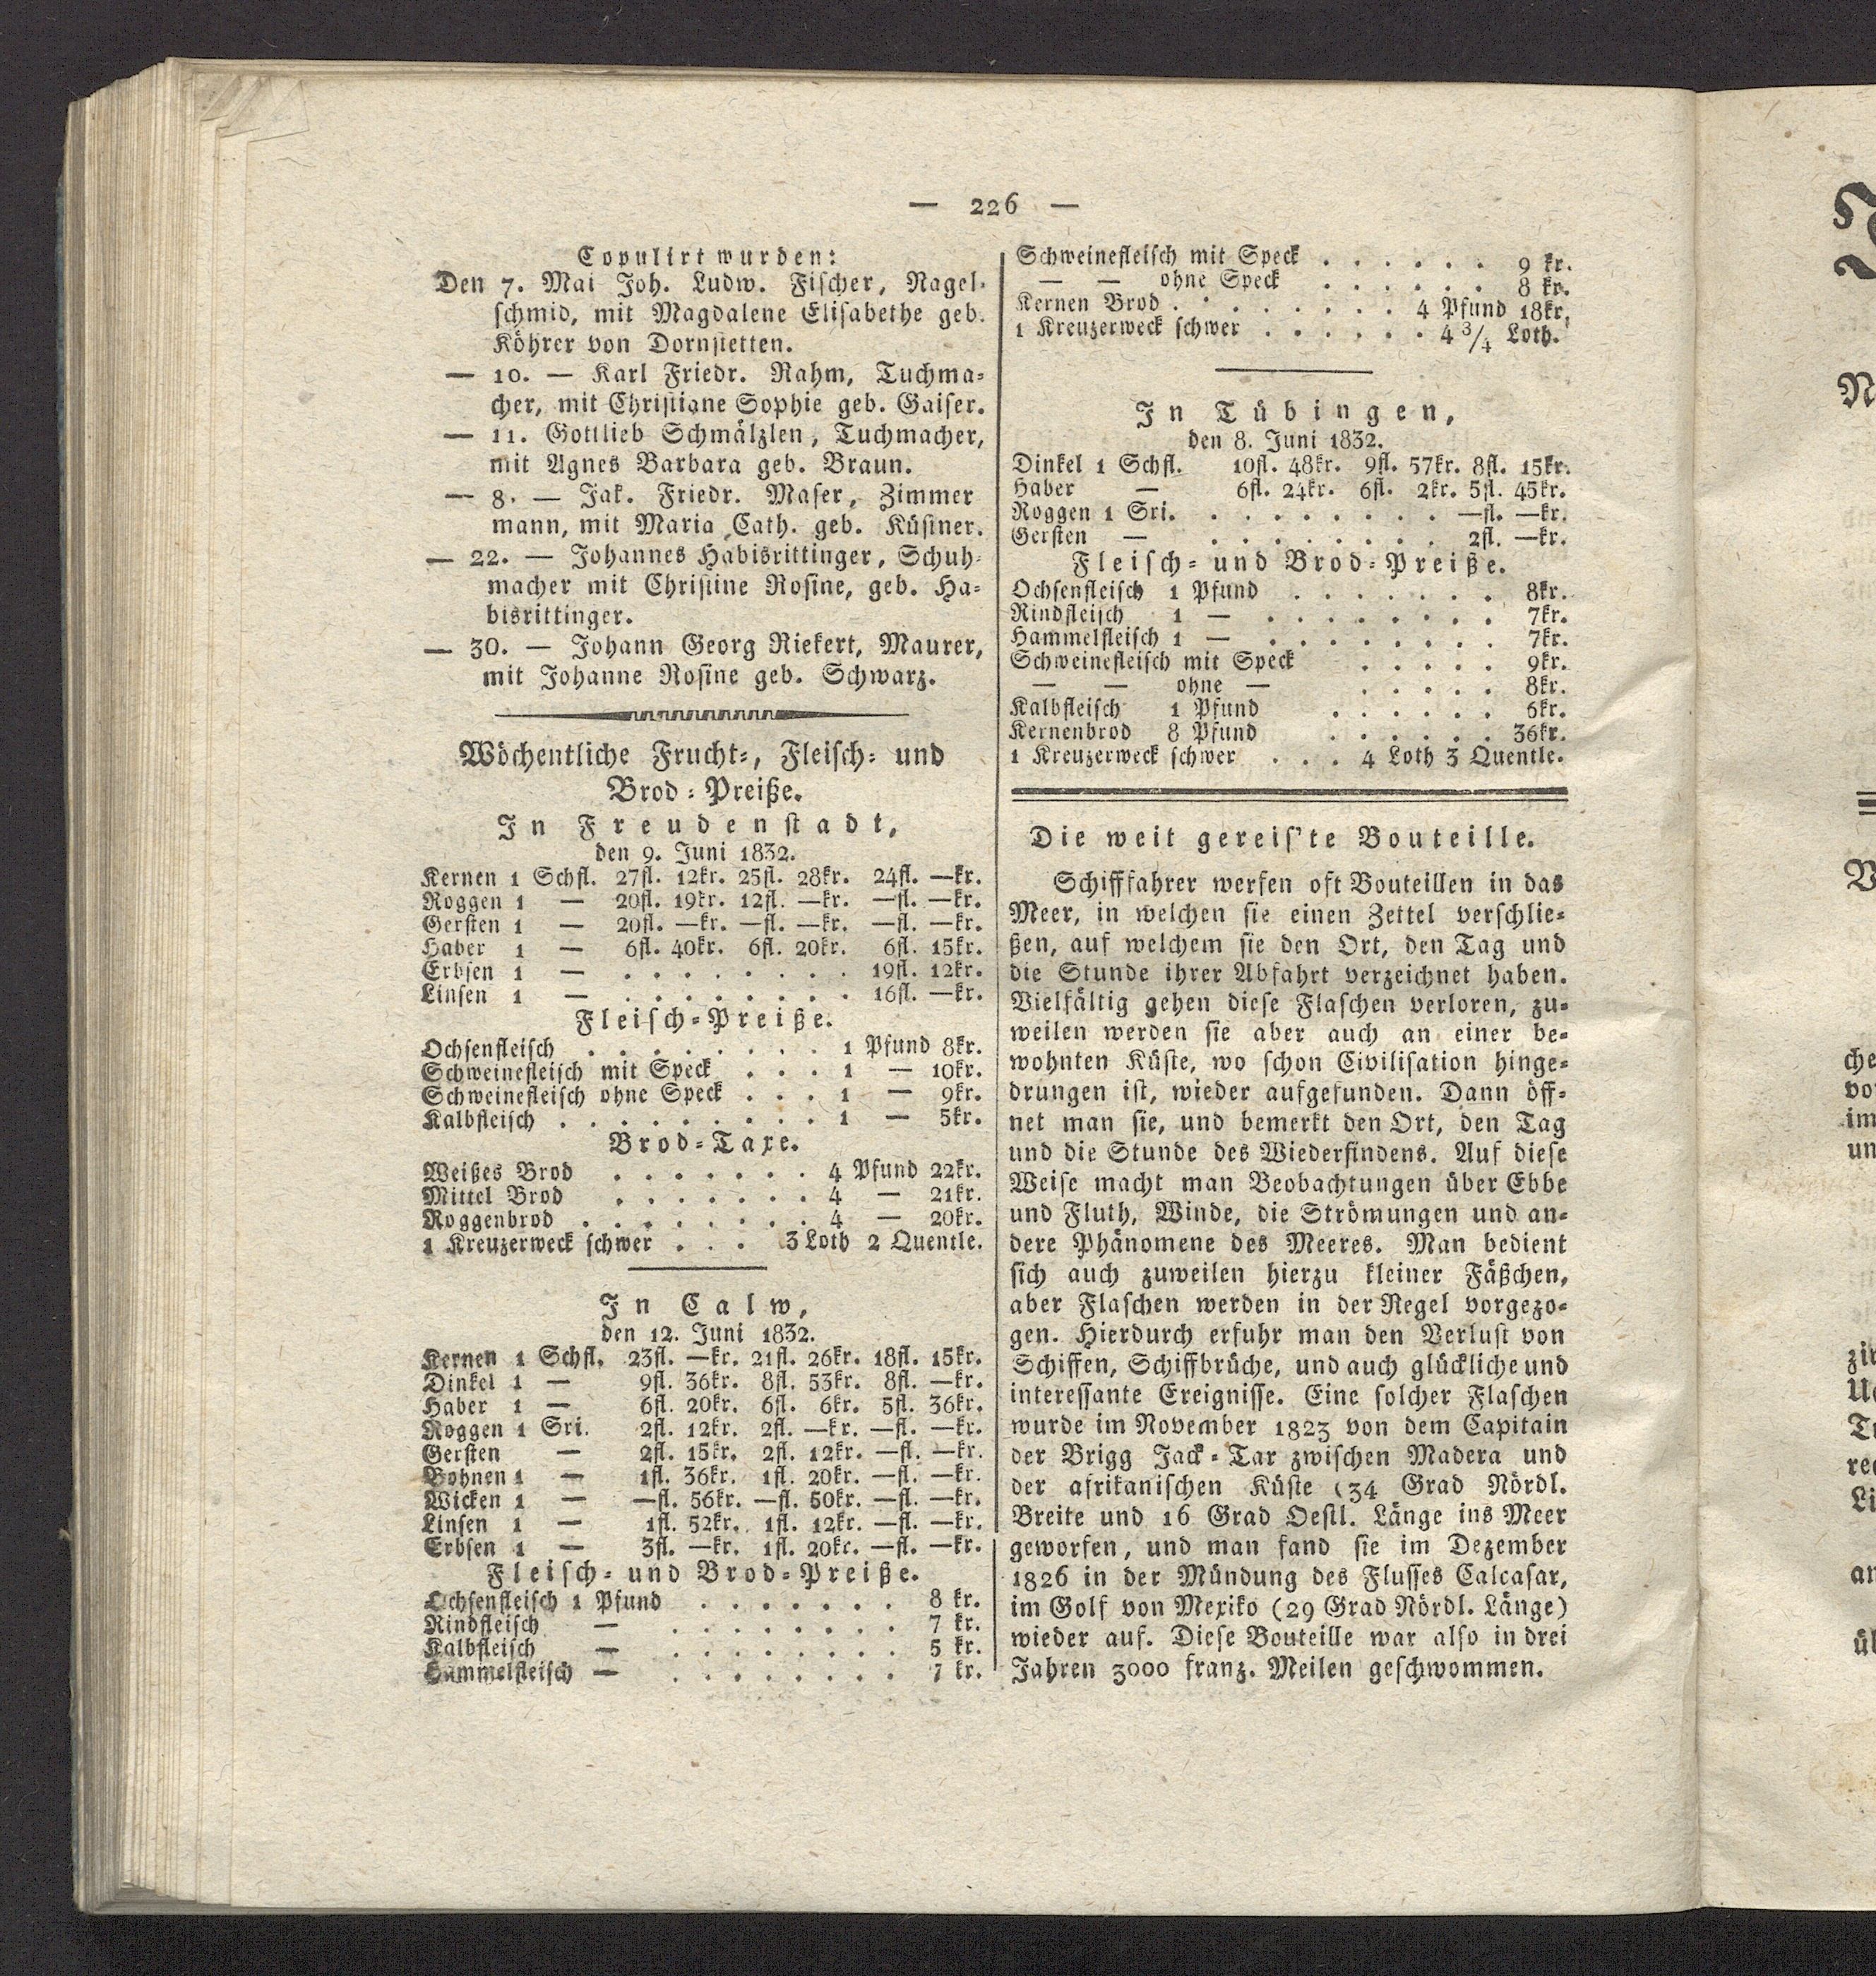 — 226 —
Copulirt wurden:
Den 7. Mai Joh. Ludw. Fischer, Nagel-
schmid, mit Magdalene Elisabethe geb.
Köhrer von Dornstetten.
— 10. — Karl Friedr. Rahm, Tuchma-
cher, mit Christiane Sophie geb. Gaiser.
— 11. Gottlieb Schmälzlen, Tuchmacher,
mit Agnes Barbara geb. Braun.
— 8. — Jak. Friedr. Maser, Zimmer
mann, mit Maria Cath. geb. Küstner.
— 22. — Johannes Habisrittinger, Schuh-
macher mit Christine Rosine, geb. Ha-
bisrittinger.
— 30. — Johann Georg Riekert, Maurer,
mit Johanne Rosine geb. Schwarz.
Wöchentliche Frucht-, Fleisch- und
Brod-Preiße.
In Freudenstadt,
den 9. Juni 1832.
Kernen 1 Schfl. 27fl. 12kr. 25fl. 28kr. 24fl. —kr.
Roggen 1 — 20fl. 19kr. 12fl. —kr. —fl. —kr.
Gersten 1 — 20fl. —kr. —fl. —kr. —fl. —kr.
Haber 1 — 6fl. 40kr. 6fl. 20kr. 6fl. 15kr.
Erbsen 1 — . . . . . . . . 19fl. 12kr.
Linsen 1 — . . . . . . . . 16fl. —kr.
Fleisch-Preiße.
Ochsenfleisch . . . . . . . . 1 Pfund 8kr.
Schweinefleisch mit Speck . . . 1 — 10kr.
Schweinefleisch ohne Speck . . . 1 — 9kr.
Kalbfleisch . . . . . . . . . 1 — 5kr.
Brod-Taxe.
Weißes Brod . . . . . . . 4 Pfund 22kr.
Mittel Brod . . . . . . . 4 — 21kr.
Roggenbrod . . . . . . . . 4 — 20kr.
1 Kreuzerweck schwer . . . 3 Loth 2 Quentle.
In Calw,
den 12. Juni 1832.
Kernen 1 Schfl. 23fl. —kr. 21fl. 26kr. 18fl. 15kr.
Dinkel 1 — 9fl. 36kr. 8fl. 53kr. 8fl. —kr.
Haber 1 — 6fl. 20kr. 6fl. 6kr. 5fl. 36kr.
Roggen 1 Sri. 2fl. 12kr. 2fl. —kr. —fl. —kr.
Gersten — 2fl. 15kr. 2fl. 12kr. —fl. —kr.
Bohnen 1 — 1fl. 36kr. 1fl. 20kr. —fl. —kr.
Wicken 1 — —fl. 56kr. —fl. 50kr. —fl. —kr.
Linsen 1 — 1fl. 52kr. 1fl. 12kr. —fl. —kr.
Erbsen 1 — 3fl. —kr. 1fl. 20kr. —fl. —kr.
Fleisch- und Brod-Preiße.
Ochsenfleisch 1 Pfund . . . . . . . 8 kr.
Rindfleisch — . . . . . . . . 7 kr.
Kalbfleisch — . . . . . . . . 5 kr.
Hammelfleisch — . . . . . . . . 7 kr.
Schweinefleisch mit Speck . . . . . . 9 kr.
— — ohne Speck . . . . . . 8 kr.
Kernen Brod . . . . . . . . 4 Pfund 18kr.
1 Kreuzerweck schwer . . . . . . 4 3/4 Loth.
In Tübingen,
den 8. Juni 1832.
Dinkel 1 Schfl. 10fl. 48kr. 9fl. 57kr. 8fl. 15kr.
Haber — 6fl. 24kr. 6fl. 2kr. 5fl. 45kr.
Roggen 1 Sri. . . . . . . . . —fl. —kr.
Gersten — . . . . . . . . 2fl. —kr.
Fleisch- und Brod-Preiße.
Ochsenfleisch 1 Pfund . . . . . . . 8kr.
Rindfleisch 1 — . . . . . . . . 7kr.
Hammelfleisch 1 — . . . . . . . . 7kr.
Schweinefleisch mit Speck . . . . . 9kr.
— — ohne — . . . . . 8kr.
Kalbfleisch 1 Pfund . . . . . . 6kr.
Kernenbrod 8 Pfund . . . . . . 36kr.
1 Kreuzerweck schwer . . . 4 Loth 3 Quentle.
Die weit gereis'te Bouteille.
Schifffahrer werfen oft Bouteillen in das
Meer, in welchen sie einen Zettel verschlie-
ßen, auf welchem sie den Ort, den Tag und
die Stunde ihrer Abfahrt verzeichnet haben.
Vielfältig gehen diese Flaschen verloren, zu-
weilen werden sie aber auch an einer be-
wohnten Küste, wo schon Civilisation hinge-
drungen ist, wieder aufgefunden. Dann öff-
net man sie, und bemerkt den Ort, den Tag
und die Stunde des Wiederfindens. Auf diese
Weise macht man Beobachtungen über Ebbe
und Fluth, Winde, die Strömungen und an-
dere Phänomene des Meeres. Man bedient
sich auch zuweilen hierzu kleiner Fäßchen,
aber Flaschen werden in der Regel vorgezo-
gen. Hierdurch erfuhr man den Verlust von
Schiffen, Schiffbrüche, und auch glückliche und
interessante Ereignisse. Eine solcher Flaschen
wurde im November 1823 von dem Capitain
der Brigg Jack-Tar zwischen Madera und
der afrikanischen Küste (34 Grad Nördl.
Breite und 16 Grad Oestl. Länge ins Meer
geworfen, und man fand sie im Dezember
1826 in der Mündung des Flusses Calcasar,
im Golf von Mexiko (29 Grad Nördl. Länge)
wieder auf. Diese Bouteille war also in drei
Jahren 3000 franz. Meilen geschwommen.